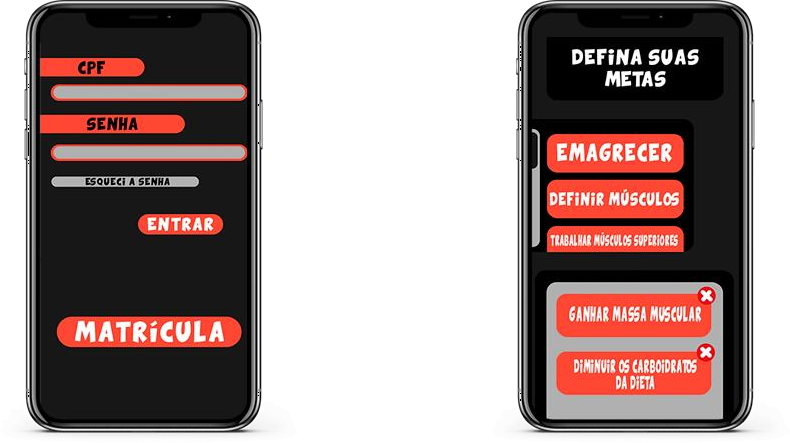 CPF
SENHA
ESQUECI A SENHA
ENTRAR
MATRÍCULA
DEFINA SUAS
METAS
EMAGRECER
DEFINIR MÚSCULOS
TRABALHAR MÚSCULOS SUPERIORES
GANHAR MASSA MUSCULAR
DIMINUIR OS CARBOIDRATOS
DA DIETA